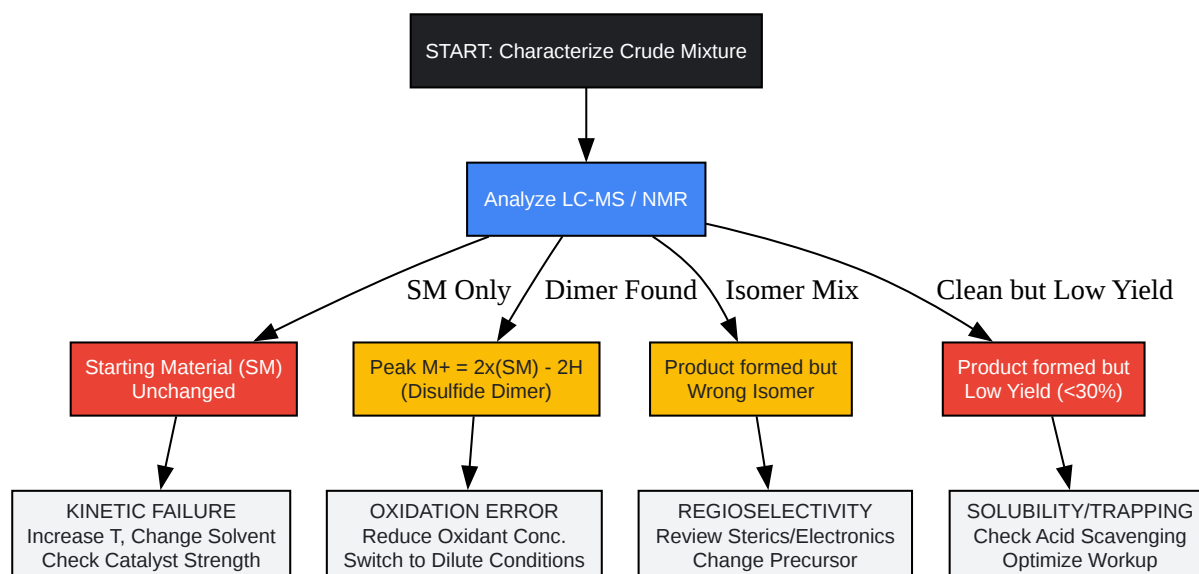 START: Characterize Crude Mixture
Analyze LC-MS / NMR
SM Only
Dimer Found
Isomer Mix
Clean but Low Yield
Starting Material (SM)
Unchanged
Peak M+ = 2x(SM) - 2H
(Disulfide Dimer)
Product formed but
Wrong Isomer
Product formed but
Low Yield (<30%)
KINETIC FAILURE
Increase T, Change Solvent
Check Catalyst Strength
OXIDATION ERROR
Reduce Oxidant Conc.
Switch to Dilute Conditions
REGIOSELECTIVITY
Review Sterics/Electronics
Change Precursor
SOLUBILITY/TRAPPING
Check Acid Scavenging
Optimize Workup